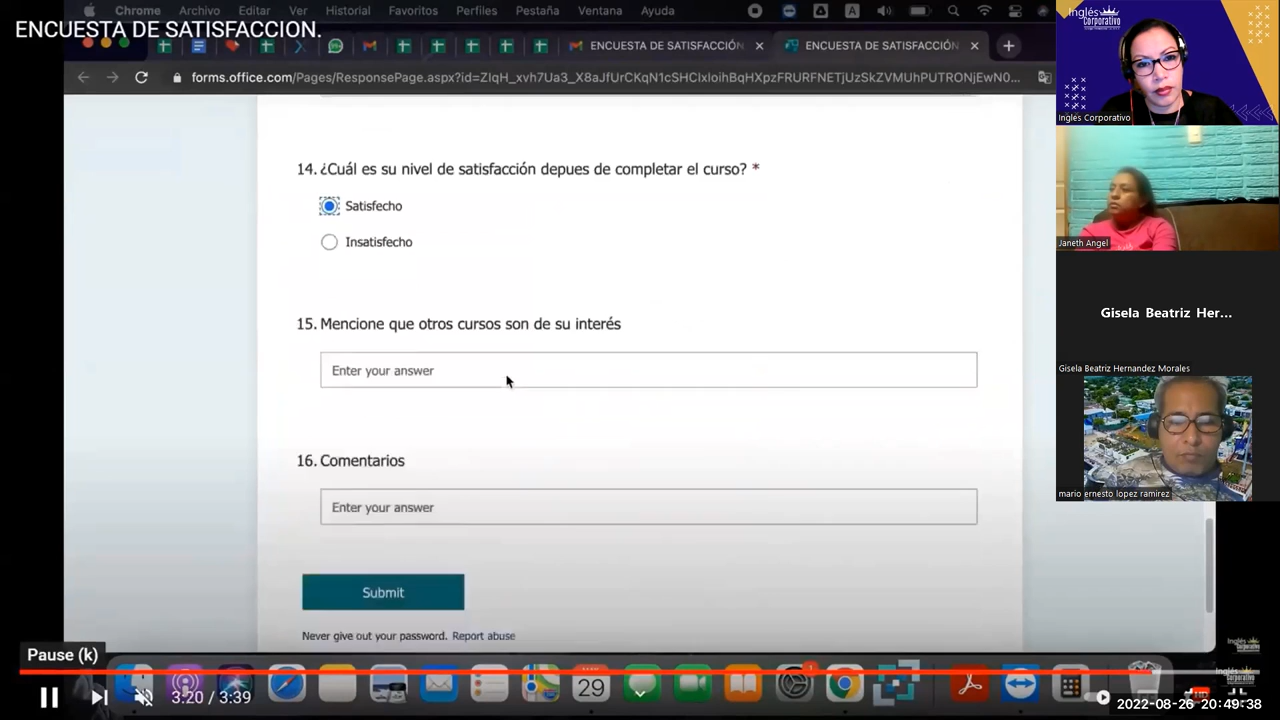 Chrome Archivo Editar Ver Historial Favoritos Perfiles Pestaña Ventana Ayuda
ENCUESTA DE SATISFACCION.
ENCUESTA DE SATISFACCIÓN
ENCUESTA DE SATISFACCIÓN
14. ¿Cuál es su nivel de satisfacción depues de completar el curso? *
Satisfecho
Insatisfecho
15. Mencione que otros cursos son de su interés
Enter your answer
16. Comentarios
Enter your answer
Submit
Never give out your password. Report abuse
Pause (k)
3:20 / 3:39
29
Inglés
Corporativo
Inglés Corporativo
Janeth Angel
Gisela Beatriz Her...
Gisela Beatriz Hernandez Morales
mario ernesto lopez ramirez
Inglés
Corporativo
2022-08-26 20:49:38